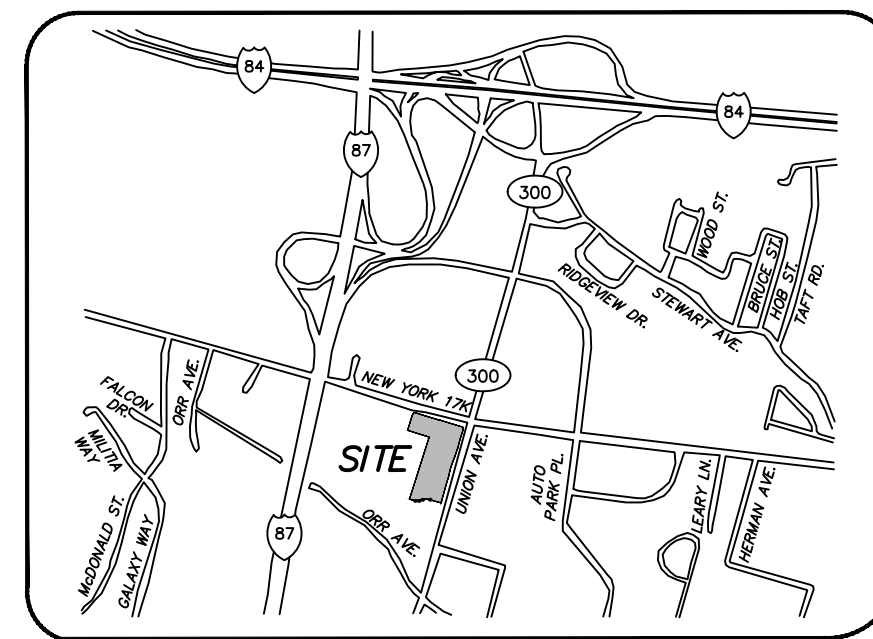 84
84
87
300
WOOD ST.
BRUCE ST.
HOB ST.
TAFT RD.
RIDGEVIEW DR.
STEWART AVE.
300
NEW YORK 17K
FALCON
DR.
ORR AVE.
MILITIA
WAY
SITE
UNION AVE.
AUTO
PARK PL.
LEARY LN.
HERMAN AVE.
McDONALD ST.
GALAXY WAY
87
ORR AVE.